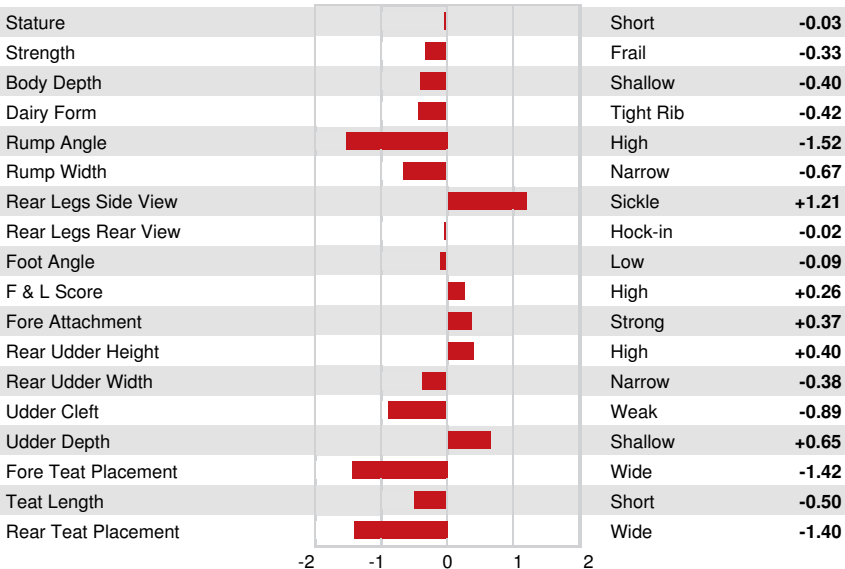 Stature Short -0.03
Strength Frail -0.33
Body Depth Shallow -0.40
Dairy Form Tight Rib -0.42
Rump Angle High -1.52
Rump Width Narrow -0.67
Rear Legs Side View Sickle +1.21
Rear Legs Rear View Hock-in -0.02
Foot Angle Low -0.09
F & L Score High +0.26
Fore Attachment Strong +0.37
Rear Udder Height High +0.40
Rear Udder Width Narrow -0.38
Udder Cleft Weak -0.89
Udder Depth Shallow +0.65
Fore Teat Placement Wide -1.42
Teat Length Short -0.50
Rear Teat Placement Wide -1.40
-2 -1 0 1 2